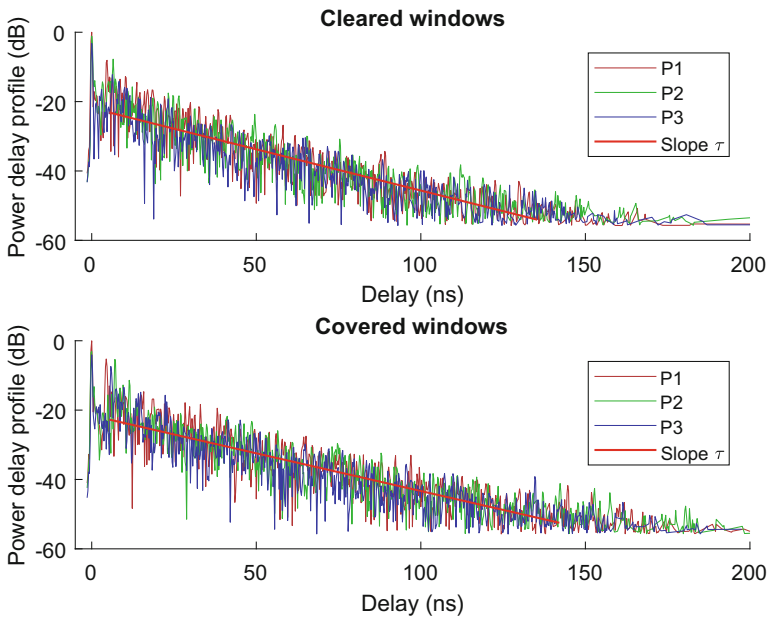 Cleared windows
Power delay profile (dB)
0
-20
-40
-60
P1
P2
P3
Slope τ
0
50
100
150
200
Delay (ns)
Covered windows
Power delay profile (dB)
0
-20
-40
-60
P1
P2
P3
Slope τ
0
50
100
150
200
Delay (ns)